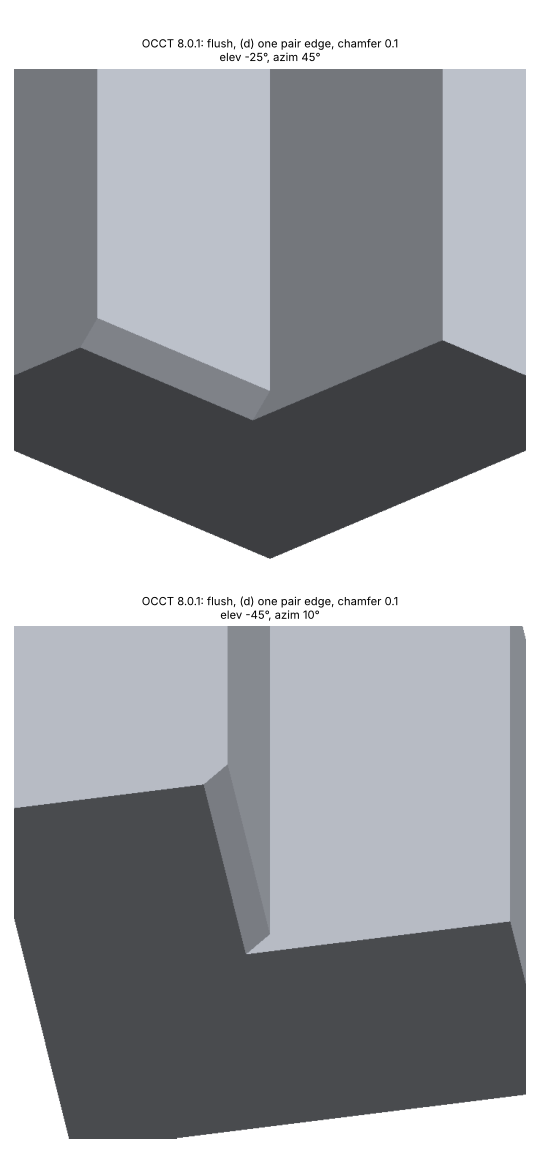 OCCT 8.0.1: flush, (d) one pair edge, chamfer 0.1
elev -25°, azim 45°
OCCT 8.0.1: flush, (d) one pair edge, chamfer 0.1
elev -45°, azim 10°